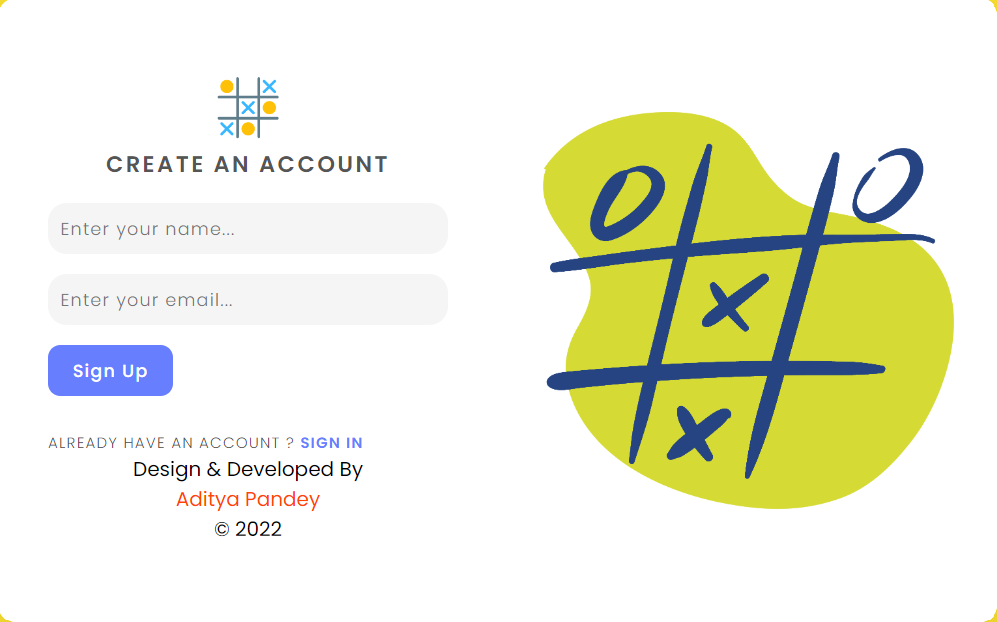 CREATE AN ACCOUNT
Enter your name...
Enter your email...
Sign Up
ALREADY HAVE AN ACCOUNT ? SIGN IN
Design & Developed By
Aditya Pandey
© 2022